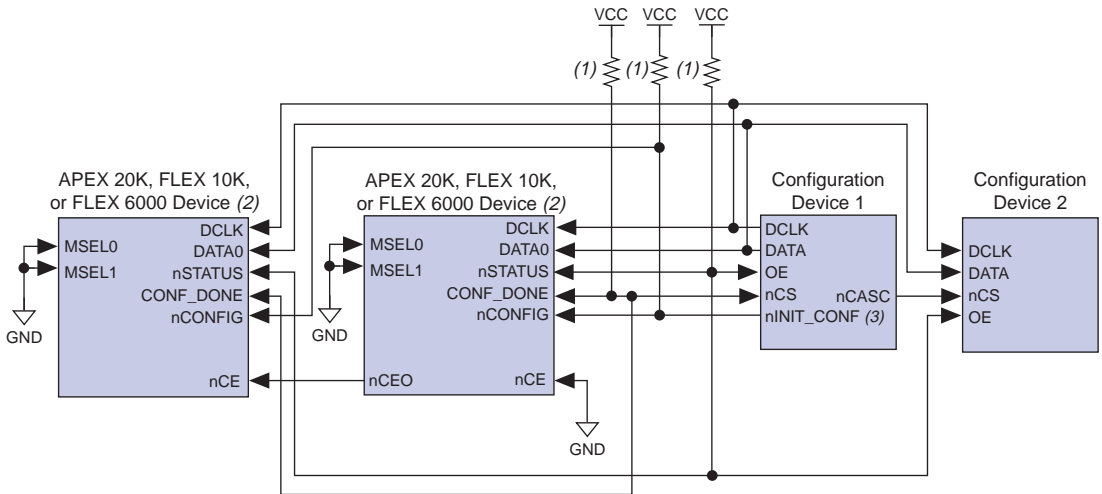 VCC VCC VCC
(1) (1) (1)
APEX 20K, FLEX 10K,
or FLEX 6000 Device (2)
MSEL0
MSEL1
GND
DCLK
DATA0
nSTATUS
CONF_DONE
nCONFIG
nCE
APEX 20K, FLEX 10K,
or FLEX 6000 Device (2)
MSEL0
MSEL1
GND
DCLK
DATA0
nSTATUS
CONF_DONE
nCONFIG
nCEO
nCE
GND
Configuration
Device 1
DCLK
DATA
OE
nCS
nCASC
nINIT_CONF (3)
Configuration
Device 2
DCLK
DATA
nCS
OE